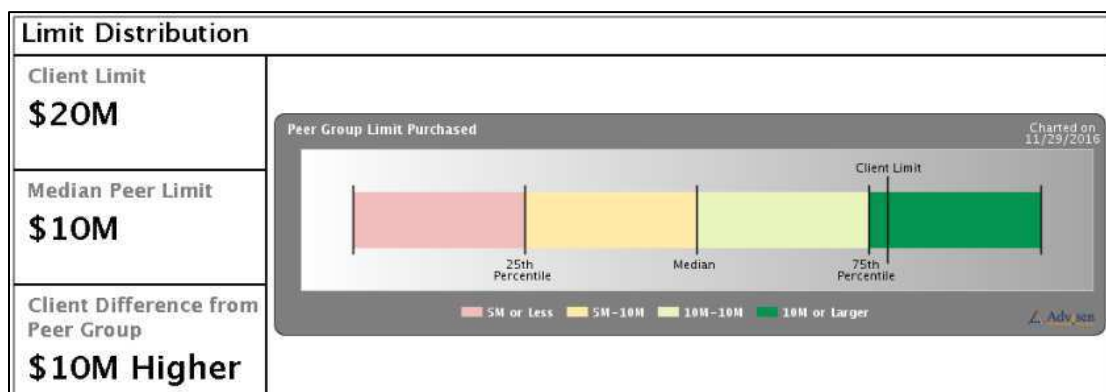 Limit Distribution
Client Limit
$20M
Median Peer Limit
$10M
Client Difference from
Peer Group
$10M Higher
Peer Group Limit Purchased
Charted on
11/29/2016
Client Limit
25th
Percentile
Median
75th
Percentile
5M or Less
5M-10M
10M-10M
10M or Larger
Advisen